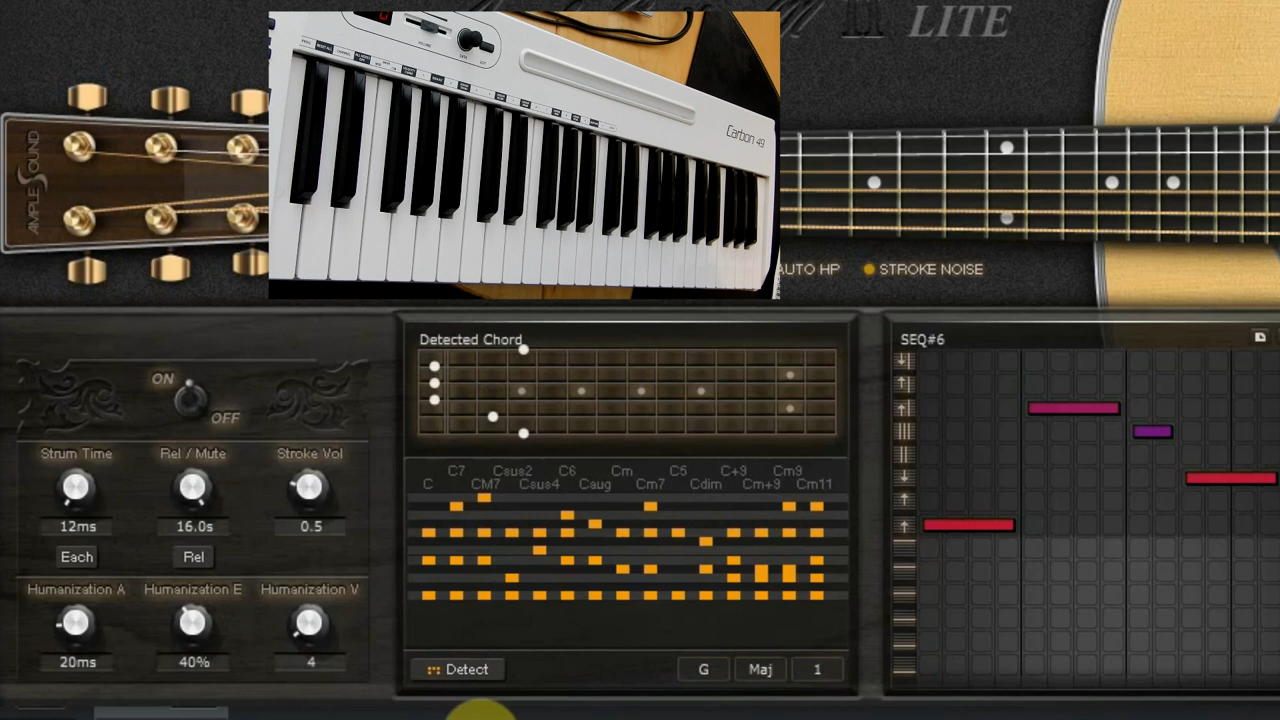 II LITE
Carbon 49
AMPLE SOUND
AUTO HP STROKE NOISE
Detected Chord
SEQ#6
ON
OFF
Strum Time Rel / Mute Stroke Vol
12ms 16.0s 0.5
Each Rel
Humanization A Humanization E Humanization V
20ms 40% 4
C7 Csus2 C6 Cm C5 C+9 Cm9
C CM7 Csus4 Caug Cm7 Cdim Cm+9 Cm11
Detect G Maj 1